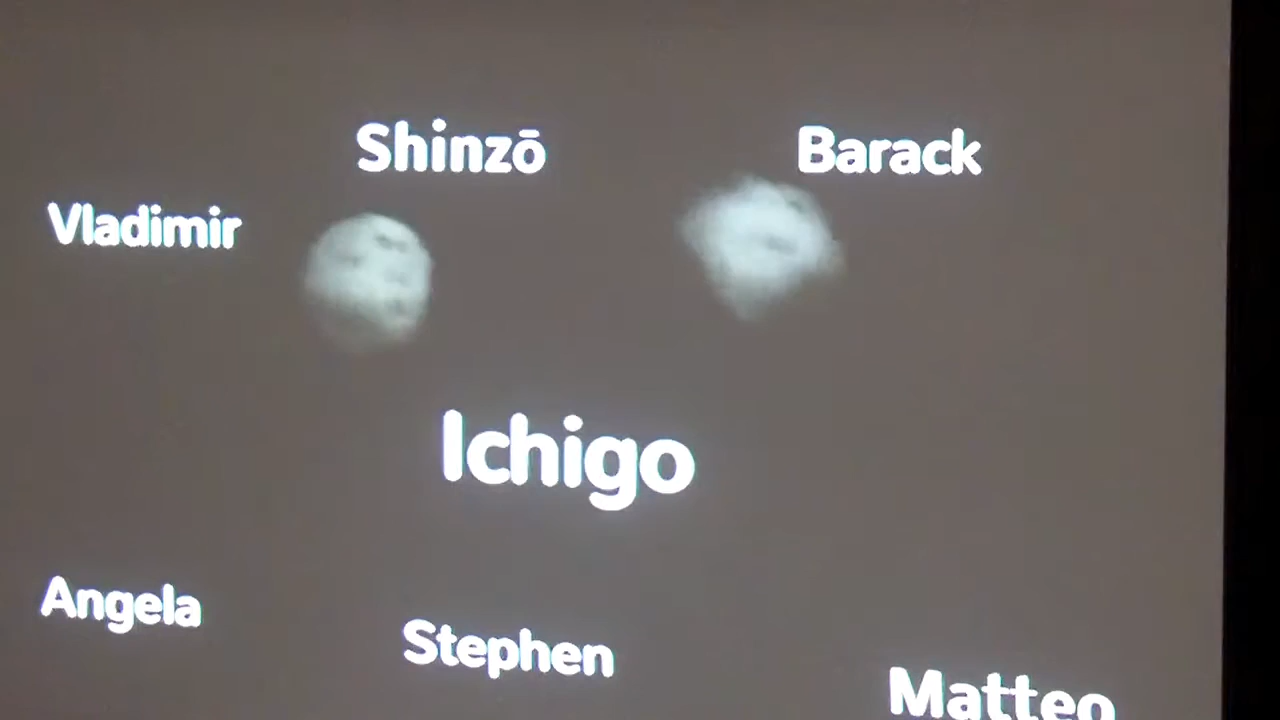 Shinzō
Barack
Vladimir
Ichigo
Angela
Stephen
Matteo